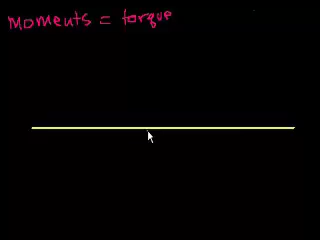 moments = torque